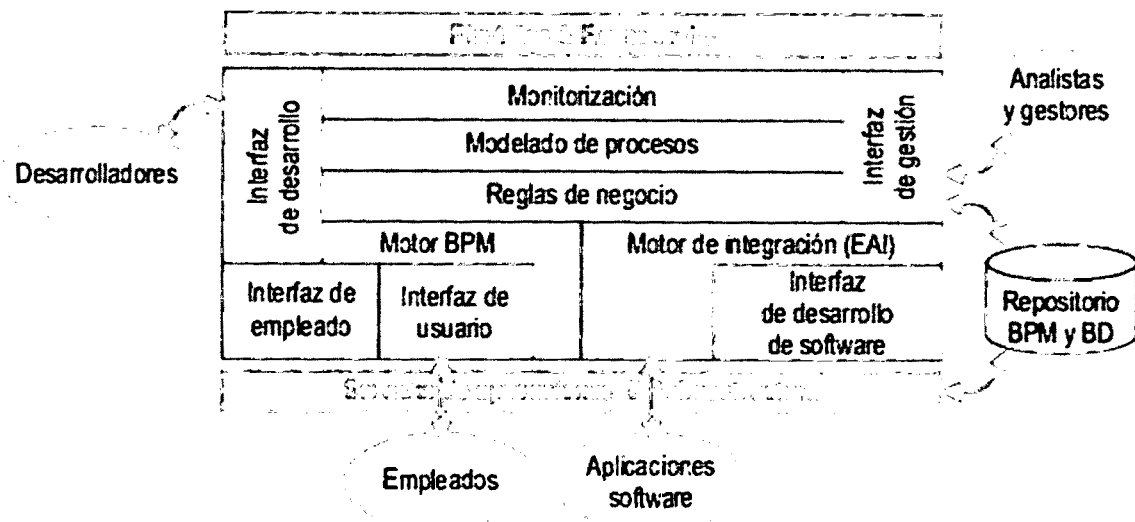 Monitorización
Modelado de procesos
Reglas de negocio
Interfaz
de desarrollo
Interfaz
de gestión
Analistas
y gestores
Desarrolladores
Motor BPM
Motor de integración (EAI)
Interfaz de
empleado
Interfaz de
usuario
Interfaz
de desarrollo
de software
Repositorio
BPM y BD
Empleados
Aplicaciones
software